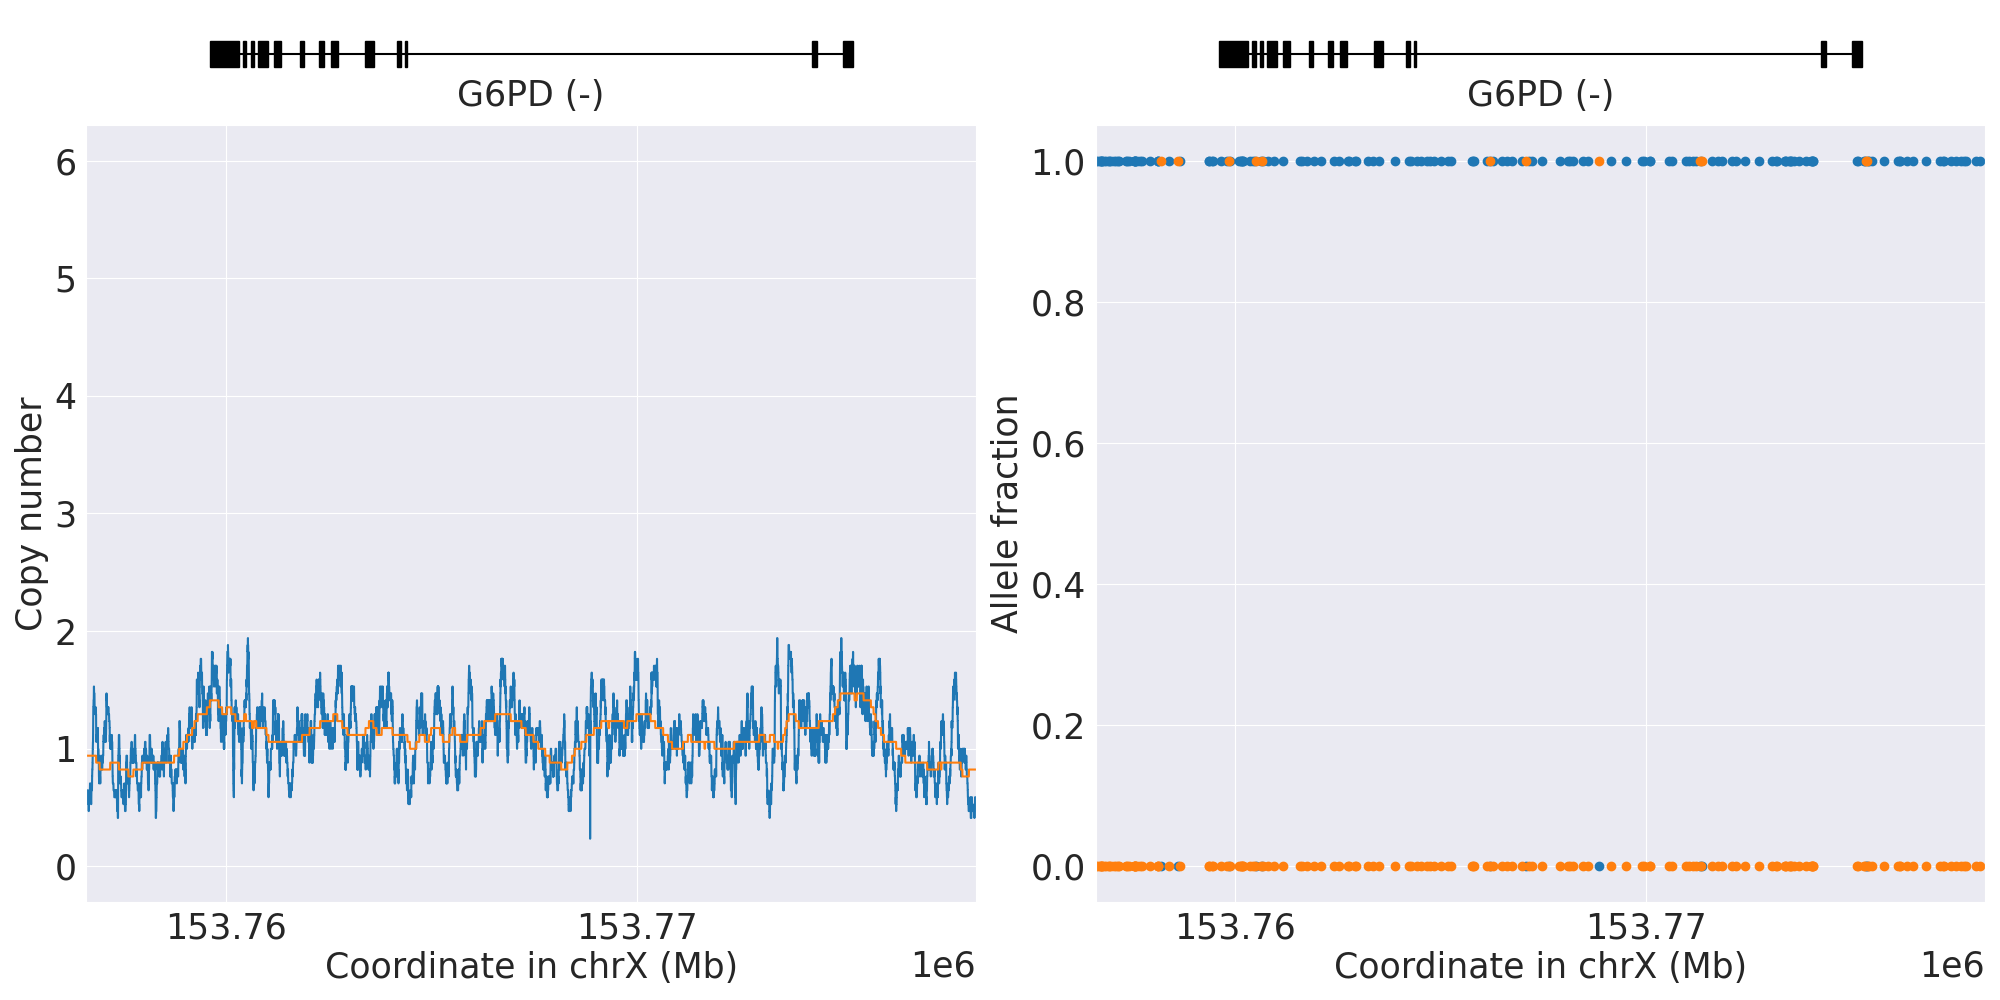 G6PD (-)
G6PD (-)
Copy number
6
5
4
3
2
1
0
153.76
153.77
Coordinate in chrX (Mb)
1e6
Allele fraction
1.0
0.8
0.6
0.4
0.2
0.0
153.76
153.77
Coordinate in chrX (Mb)
1e6